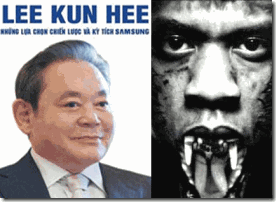 LEE KUN HEE
NHỮNG LỰA CHỌN CHIẾN LƯỢC VÀ KỲ TÍCH SAMSUNG